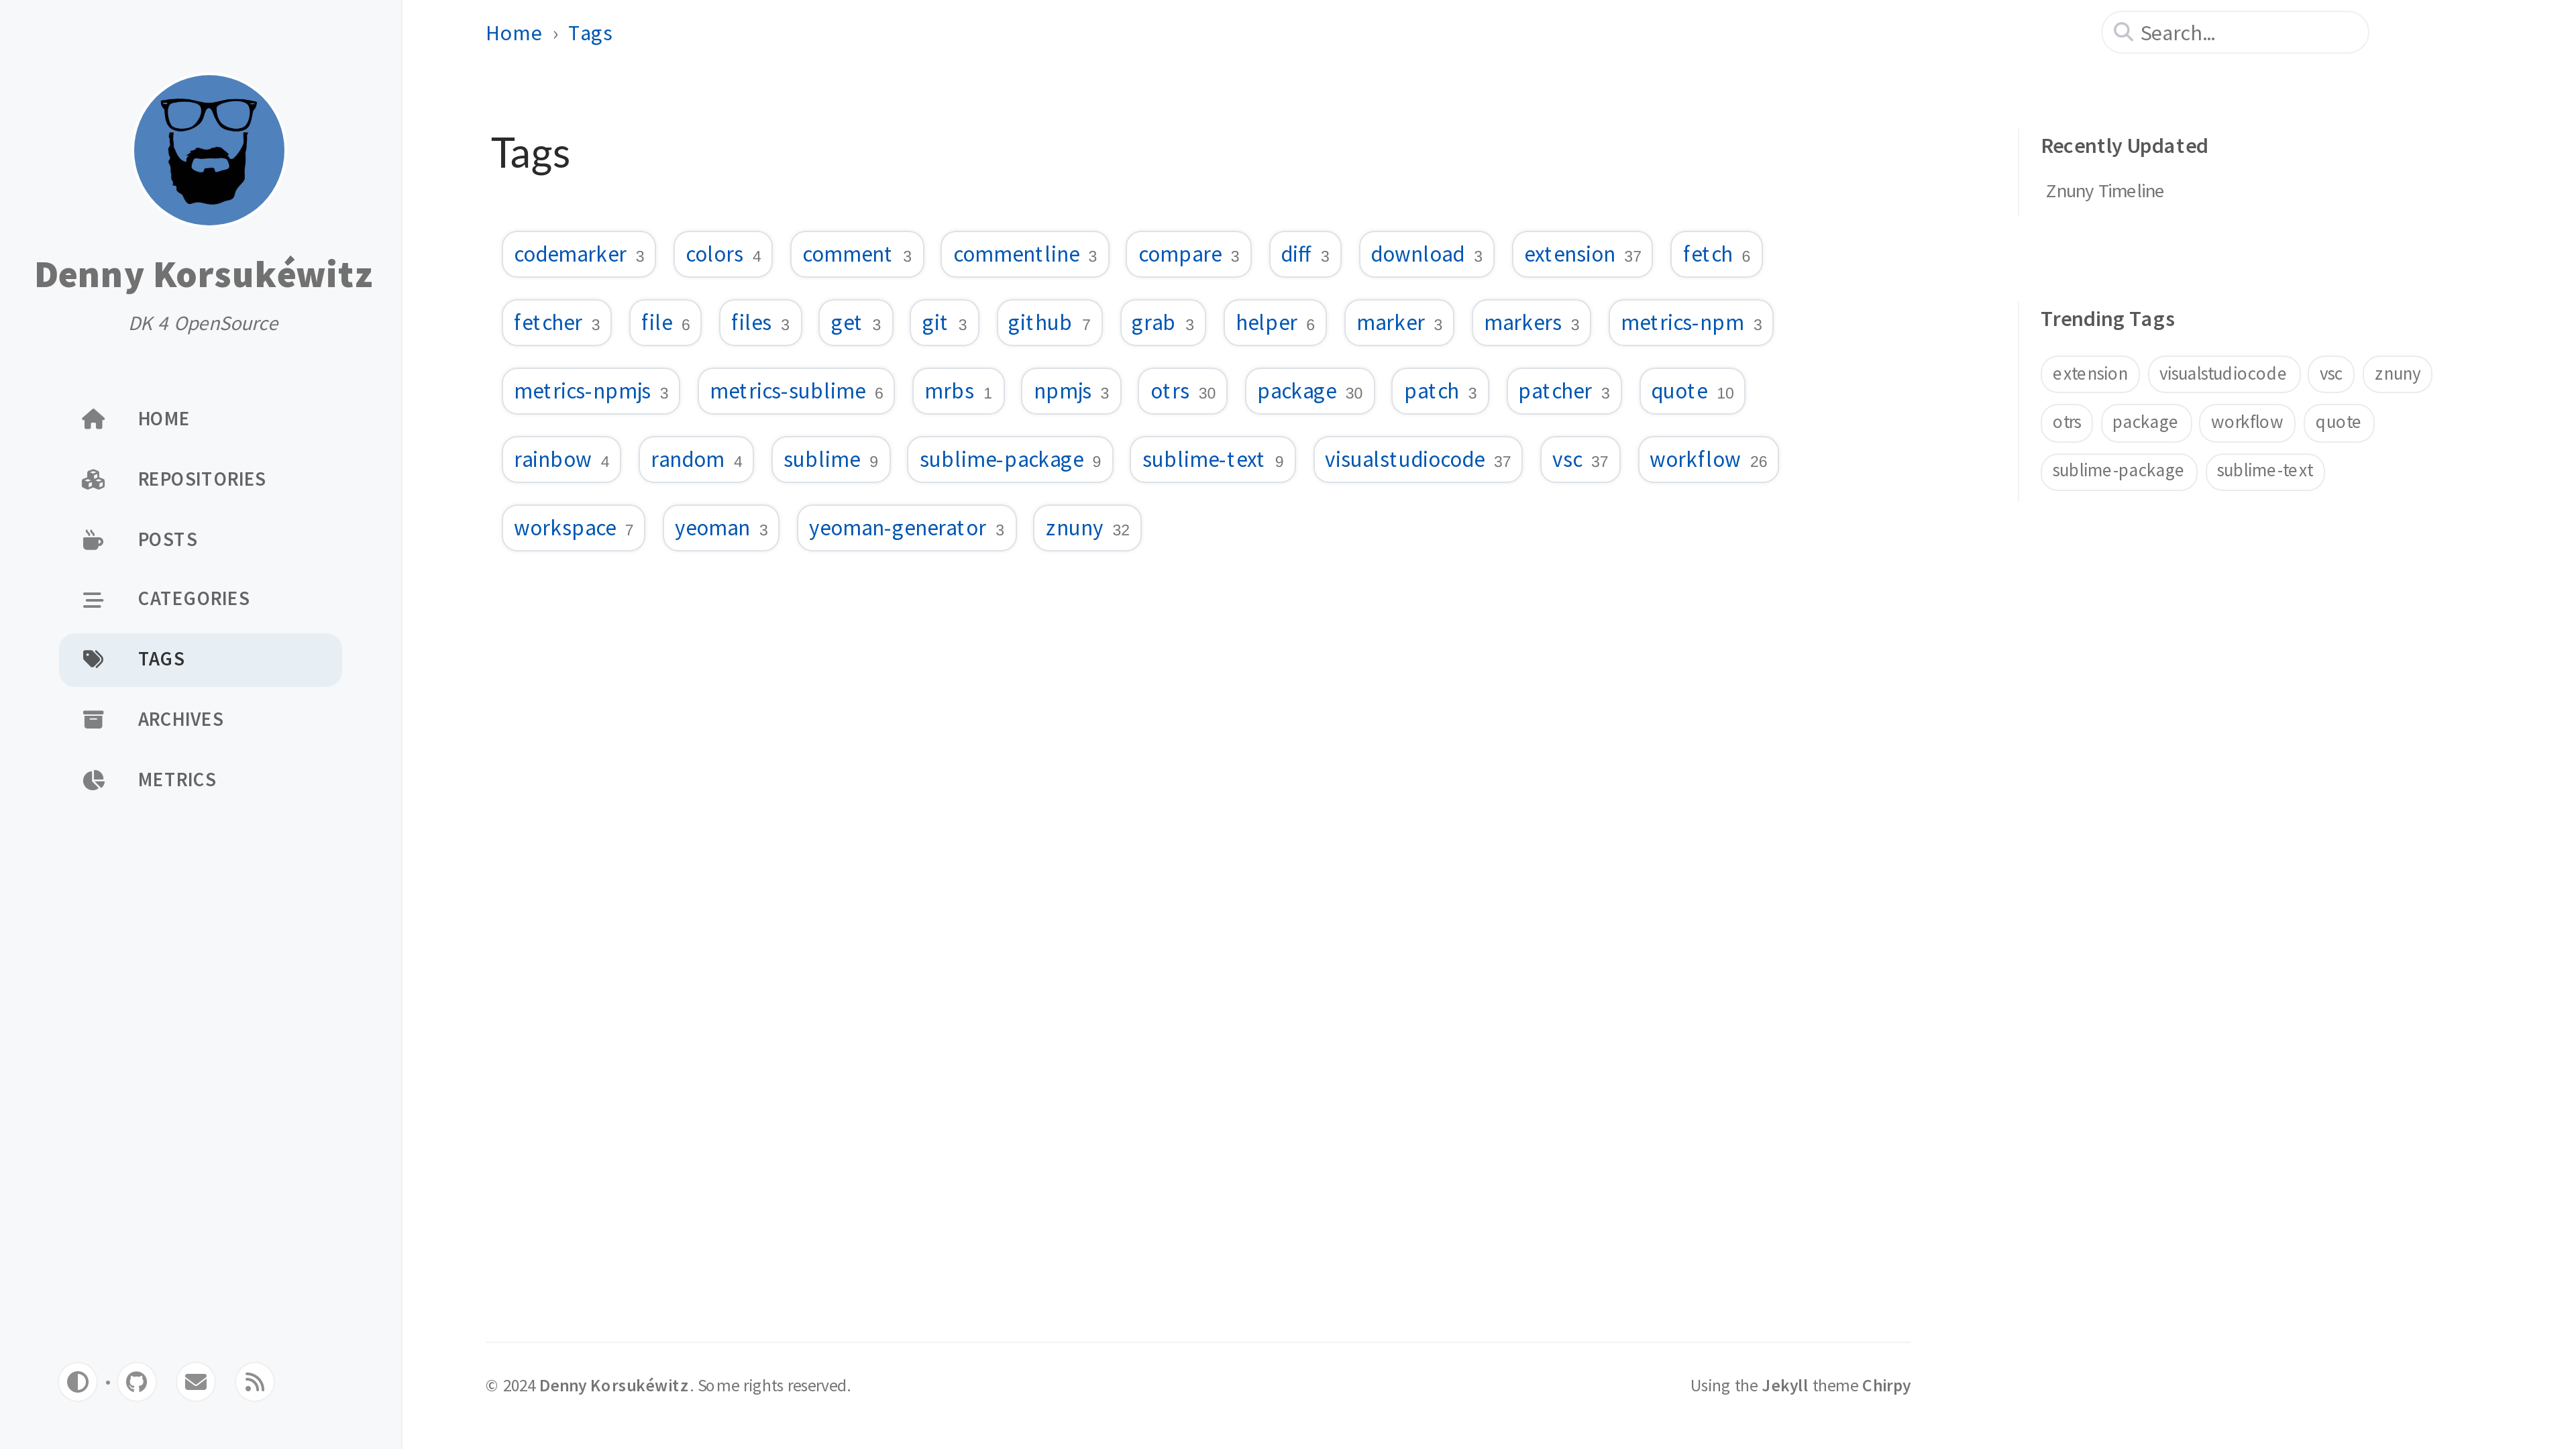 Denny Korsukéwitz
DK 4 OpenSource
HOME
REPOSITORIES
POSTS
CATEGORIES
TAGS
ARCHIVES
METRICS
Home › Tags
Search...
Tags
codemarker 3 colors 4 comment 3 commentline 3 compare 3 diff 3 download 3 extension 37 fetch 6
fetcher 3 file 6 files 3 get 3 git 3 github 7 grab 3 helper 6 marker 3 markers 3 metrics-npm 3
metrics-npmjs 3 metrics-sublime 6 mrbs 1 npmjs 3 otrs 30 package 30 patch 3 patcher 3 quote 10
rainbow 4 random 4 sublime 9 sublime-package 9 sublime-text 9 visualstudiocode 37 vsc 37 workflow 26
workspace 7 yeoman 3 yeoman-generator 3 znuny 32
Recently Updated
Znuny Timeline
Trending Tags
extension visualstudiocode vsc znuny
otrs package workflow quote
sublime-package sublime-text
© 2024 Denny Korsukéwitz. Some rights reserved.
Using the Jekyll theme Chirpy